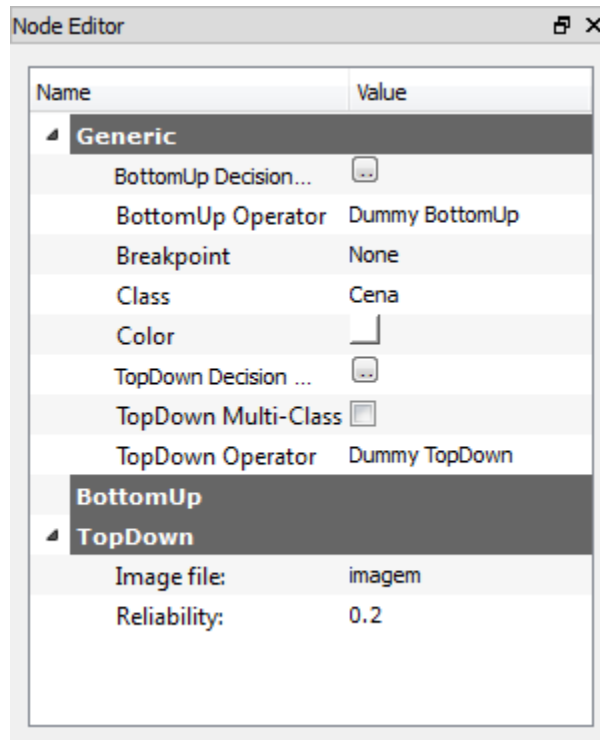 Node Editor
Name Value
Generic
BottomUp Decision...
BottomUp Operator Dummy BottomUp
Breakpoint None
Class Cena
Color
TopDown Decision ...
TopDown Multi-Class
TopDown Operator Dummy TopDown
BottomUp
TopDown
Image file: imagem
Reliability: 0.2